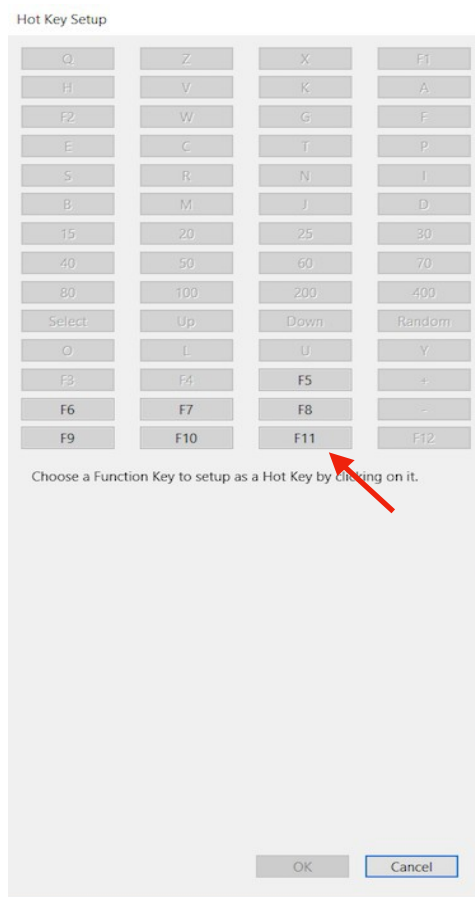 Hot Key Setup
Q Z X F1
H V K A
F2 W G F
E C T P
S R N I
B M J D
15 20 25 30
40 50 60 70
80 100 200 400
Select Up Down Random
O L U Y
F3 F4 F5 +
F6 F7 F8 -
F9 F10 F11 F12
Choose a Function Key to setup as a Hot Key by clicking on it.
OK Cancel